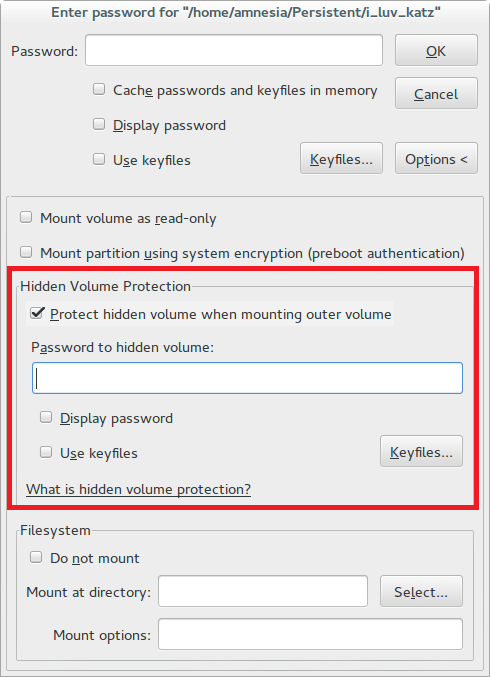 Enter password for "/home/amnesia/Persistent/i_luv_katz"
Password:
OK
Cache passwords and keyfiles in memory
Cancel
Display password
Use keyfiles
Keyfiles...
Options <
Mount volume as read-only
Mount partition using system encryption (preboot authentication)
Hidden Volume Protection
Protect hidden volume when mounting outer volume
Password to hidden volume:
Display password
Use keyfiles
Keyfiles...
What is hidden volume protection?
Filesystem
Do not mount
Mount at directory:
Select...
Mount options: